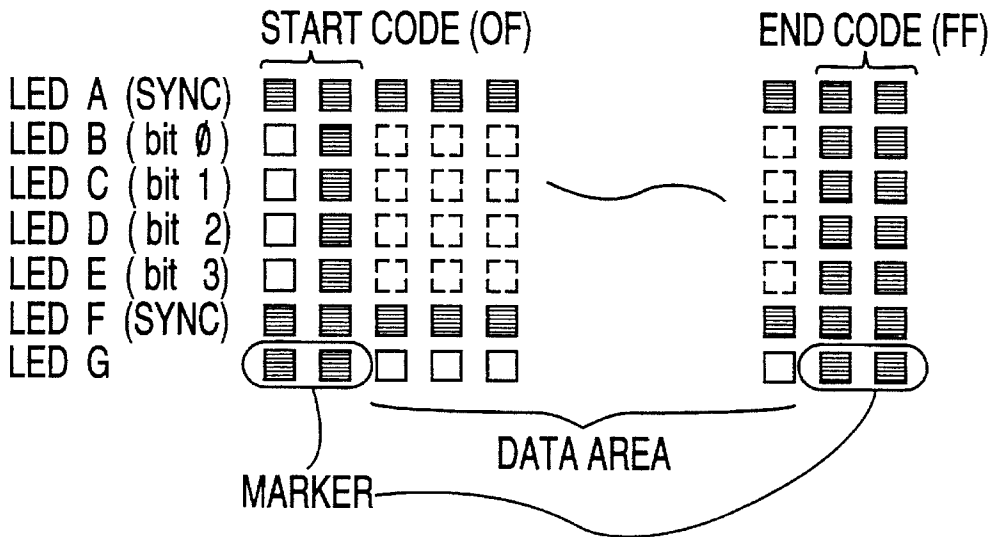 START CODE (OF)
END CODE (FF)
LED A (SYNC)
LED B (bit Ø)
LED C (bit 1)
LED D (bit 2)
LED E (bit 3)
LED F (SYNC)
LED G
DATA AREA
MARKER